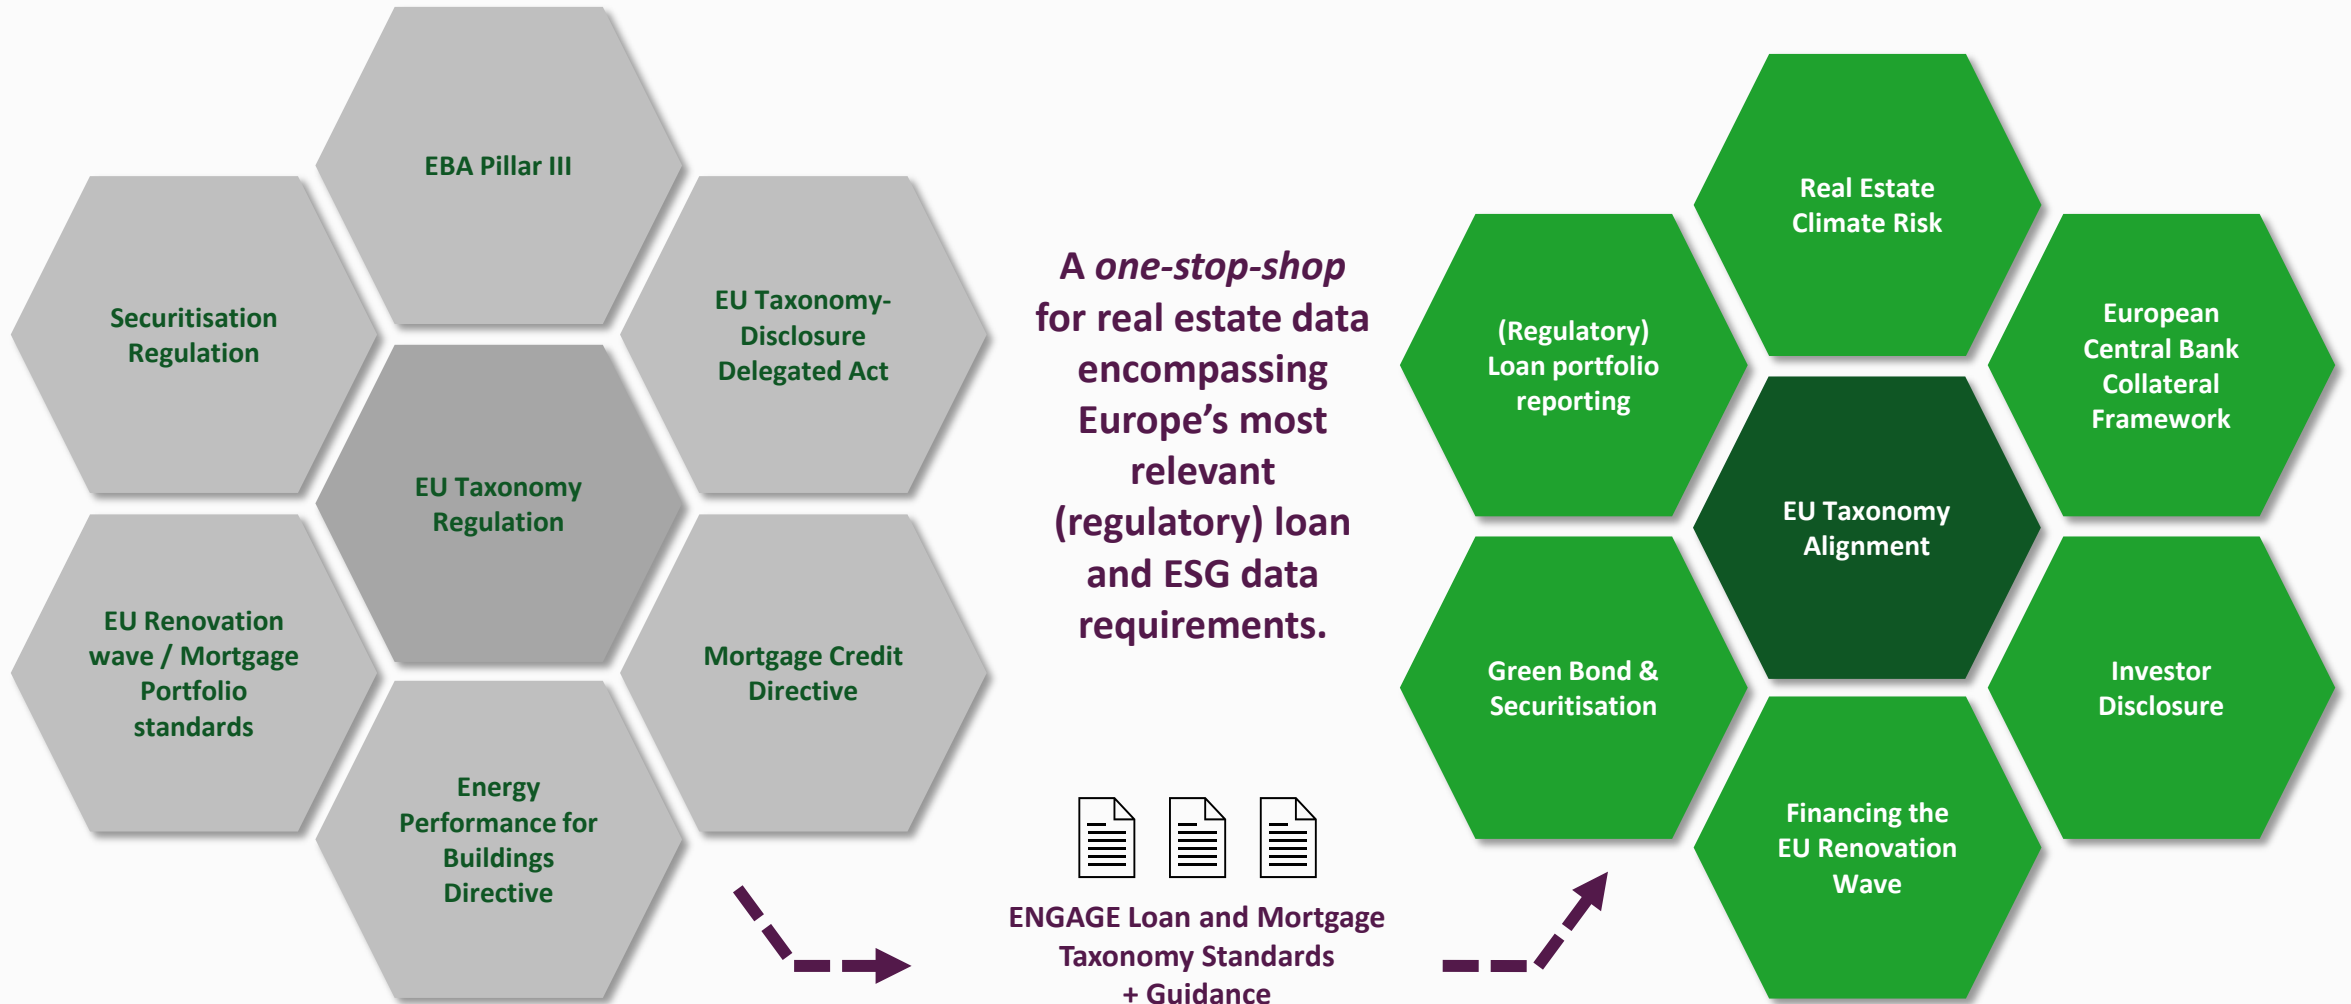 EBA Pillar III
Securitisation
Regulation
EU Taxonomy-
Disclosure
Delegated Act
EU Taxonomy
Regulation
EU Renovation
wave / Mortgage
Portfolio
standards
Mortgage Credit
Directive
Energy
Performance for
Buildings
Directive
A one-stop-shop
for real estate data
encompassing
Europe’s most
relevant
(regulatory) loan
and ESG data
requirements.
ENGAGE Loan and Mortgage
Taxonomy Standards
+ Guidance
Real Estate
Climate Risk
(Regulatory)
Loan portfolio
reporting
European
Central Bank
Collateral
Framework
EU Taxonomy
Alignment
Green Bond &
Securitisation
Investor
Disclosure
Financing the
EU Renovation
Wave